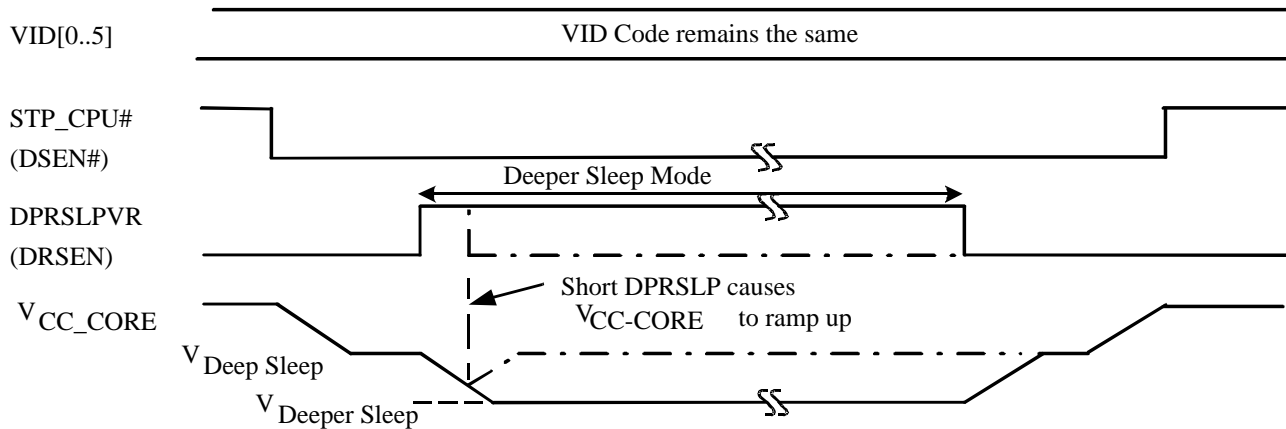 VID[0..5]
VID Code remains the same
STP_CPU#
(DSEN#)
Deeper Sleep Mode
DPRSLPVR
(DRSEN)
Short DPRSLP causes
VCC-CORE to ramp up
VCC_CORE
VDeep Sleep
VDeeper Sleep